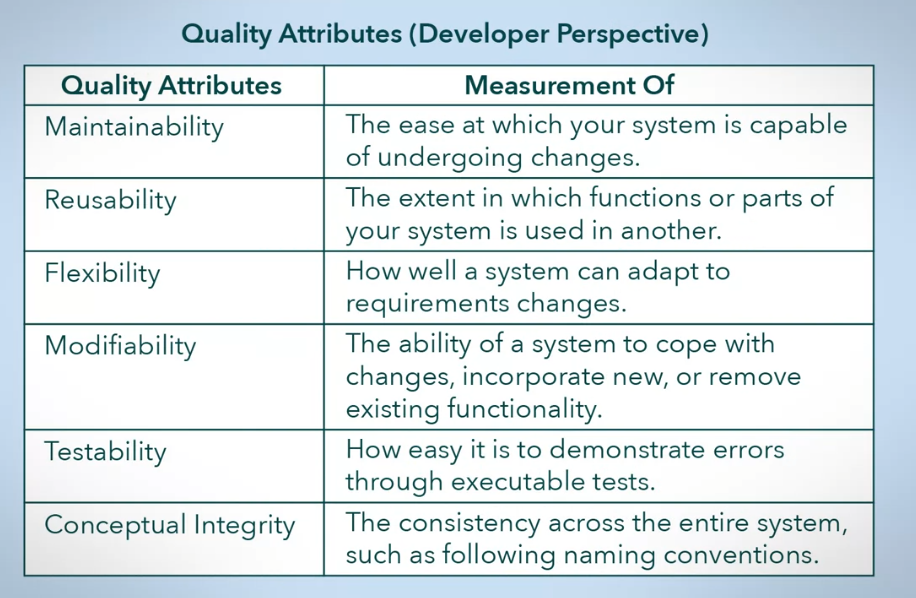 Quality Attributes (Developer Perspective)
Quality Attributes
Measurement Of
Maintainability
The ease at which your system is capable
of undergoing changes.
Reusability
The extent in which functions or parts of
your system is used in another.
Flexibility
How well a system can adapt to
requirements changes.
Modifiability
The ability of a system to cope with
changes, incorporate new, or remove
existing functionality.
Testability
How easy it is to demonstrate errors
through executable tests.
Conceptual Integrity
The consistency across the entire system,
such as following naming conventions.